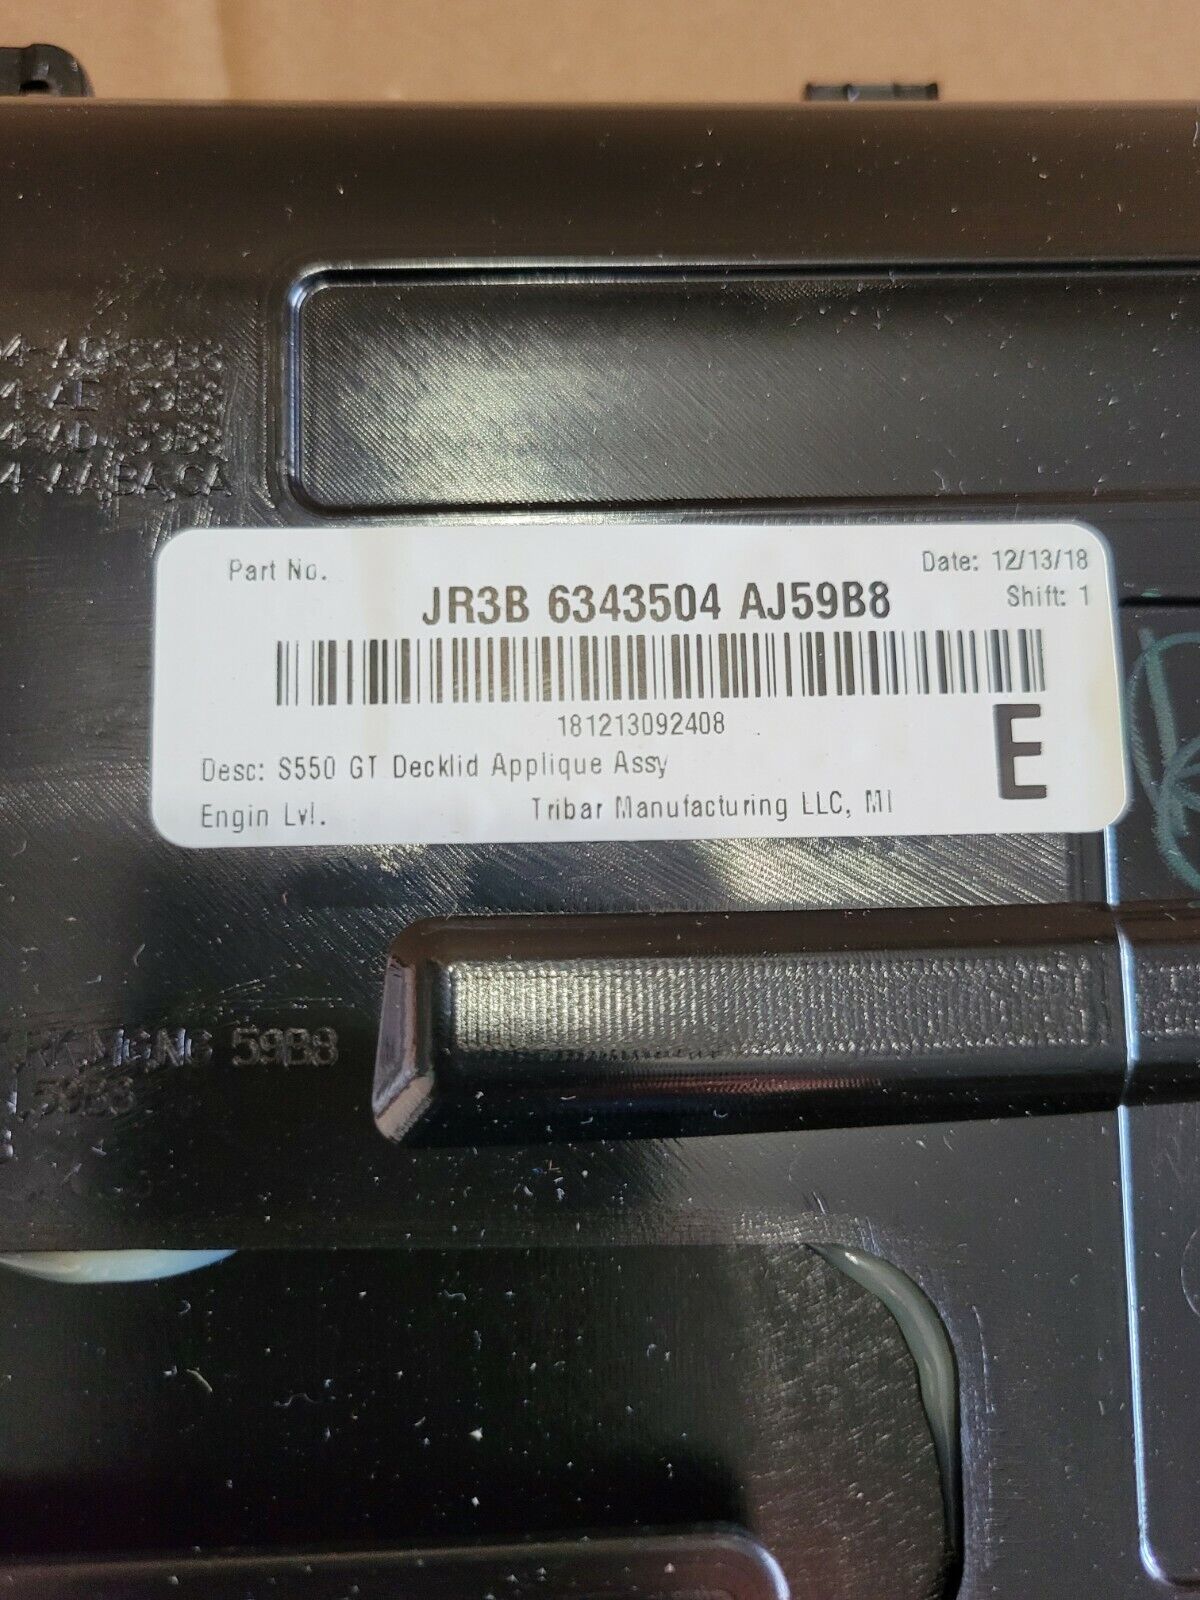 Part No.
Date: 12/13/18
JR3B 6343504 AJ59B8
Shift: 1
181213092408
E
Desc: S550 GT Decklid Applique Assy
Engin Lvl.
Tribar Manufacturing LLC, MI
59B8